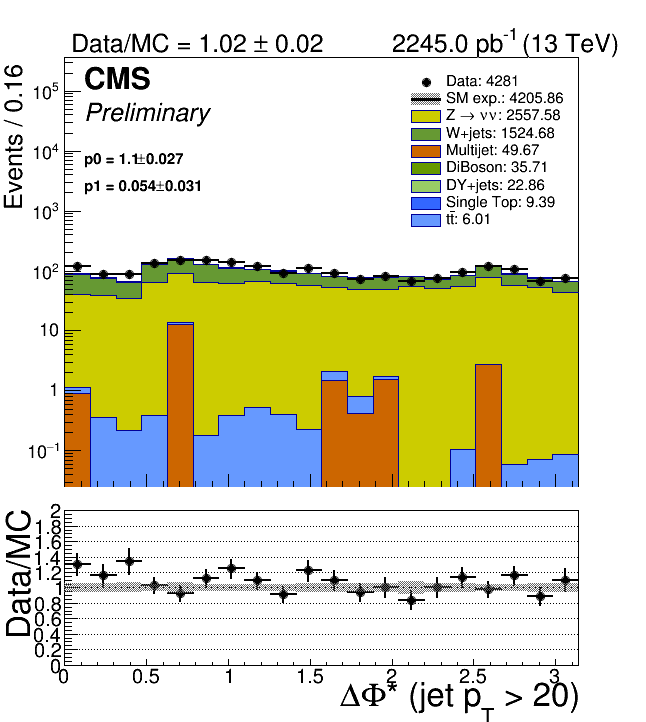 Data/MC = 1.02 ± 0.02 2245.0 pb⁻¹ (13 TeV)
CMS
Preliminary
p0 = 1.1±0.027
p1 = 0.054±0.031
Data: 4281
SM exp.: 4205.86
Z → νν: 2557.58
W+jets: 1524.68
Multijet: 49.67
DiBoson: 35.71
DY+jets: 22.86
Single Top: 9.39
tt̄: 6.01
Events / 0.16
10⁵
10⁴
10³
10²
10
1
10⁻¹
Data/MC
2
1.8
1.6
1.4
1.2
1
0.8
0.6
0.4
0.2
0
0 0.5 1 1.5 2 2.5 3
ΔΦ* (jet p_T > 20)